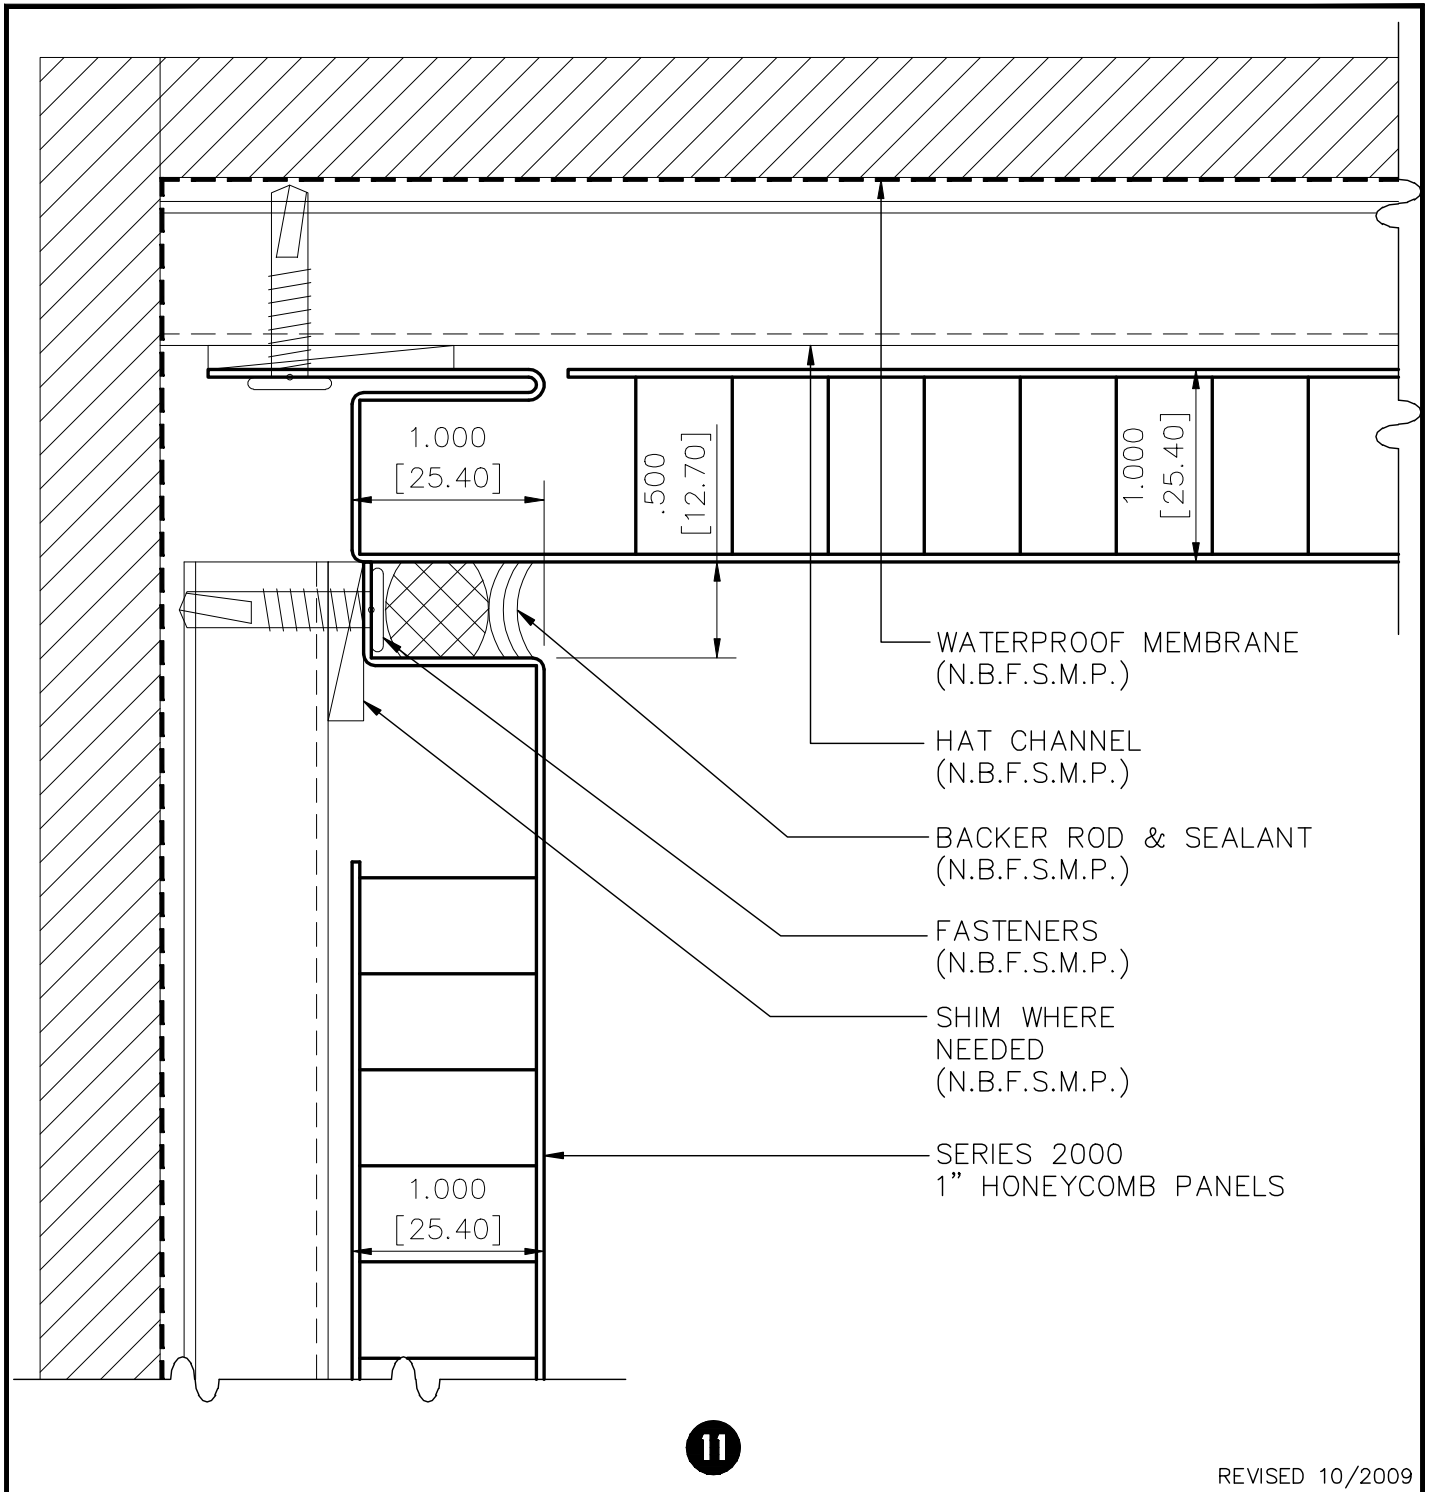 1.000
[25.40]
.500
[12.70]
1.000
[25.40]
WATERPROOF MEMBRANE
(N.B.F.S.M.P.)
HAT CHANNEL
(N.B.F.S.M.P.)
BACKER ROD & SEALANT
(N.B.F.S.M.P.)
FASTENERS
(N.B.F.S.M.P.)
SHIM WHERE
NEEDED
(N.B.F.S.M.P.)
SERIES 2000
1” HONEYCOMB PANELS
1.000
[25.40]
11
REVISED 10/2009